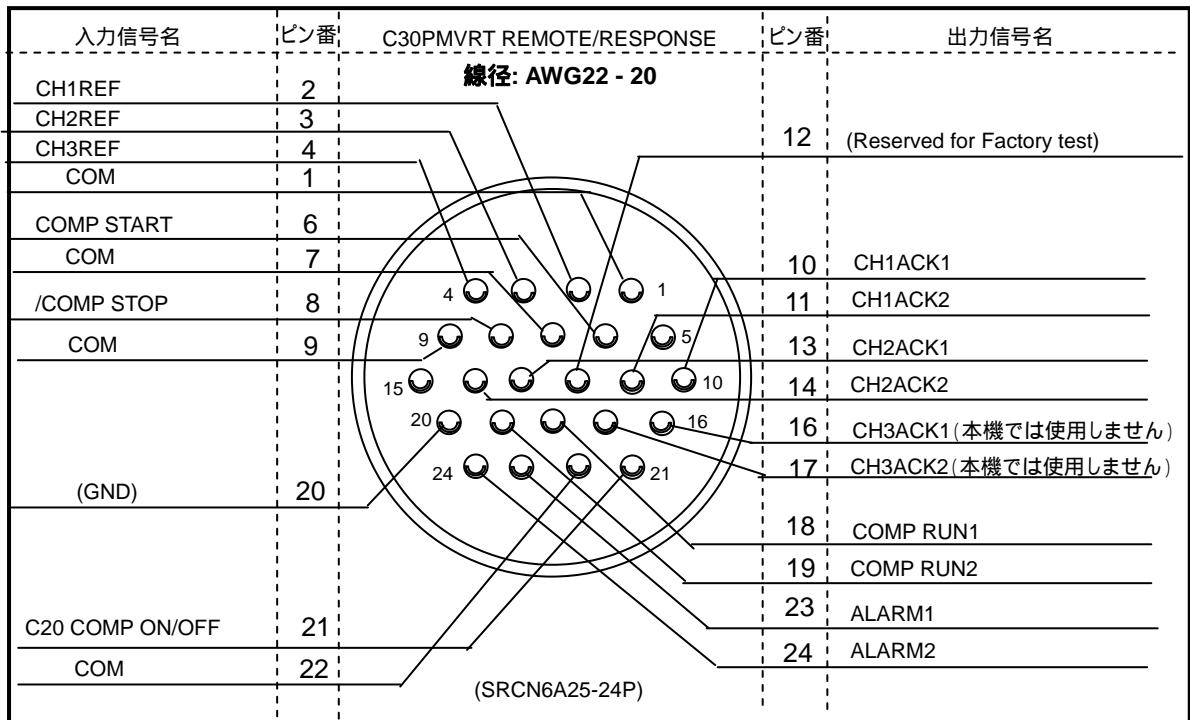 入力信号名 ピン番 C30PMVRT REMOTE/RESPONSE ピン番 出力信号名
線径: AWG22 - 20
CH1REF 2
CH2REF 3
CH3REF 4
COM 1
COMP START 6
COM 7
/COMP STOP 8
COM 9
(GND) 20
C20 COMP ON/OFF 21
COM 22
4 1
9 5
15 10
20 16
24 21
(SRCN6A25-24P)
12 (Reserved for Factory test)
10 CH1ACK1
11 CH1ACK2
13 CH2ACK1
14 CH2ACK2
16 CH3ACK1(本機では使用しません)
17 CH3ACK2(本機では使用しません)
18 COMP RUN1
19 COMP RUN2
23 ALARM1
24 ALARM2